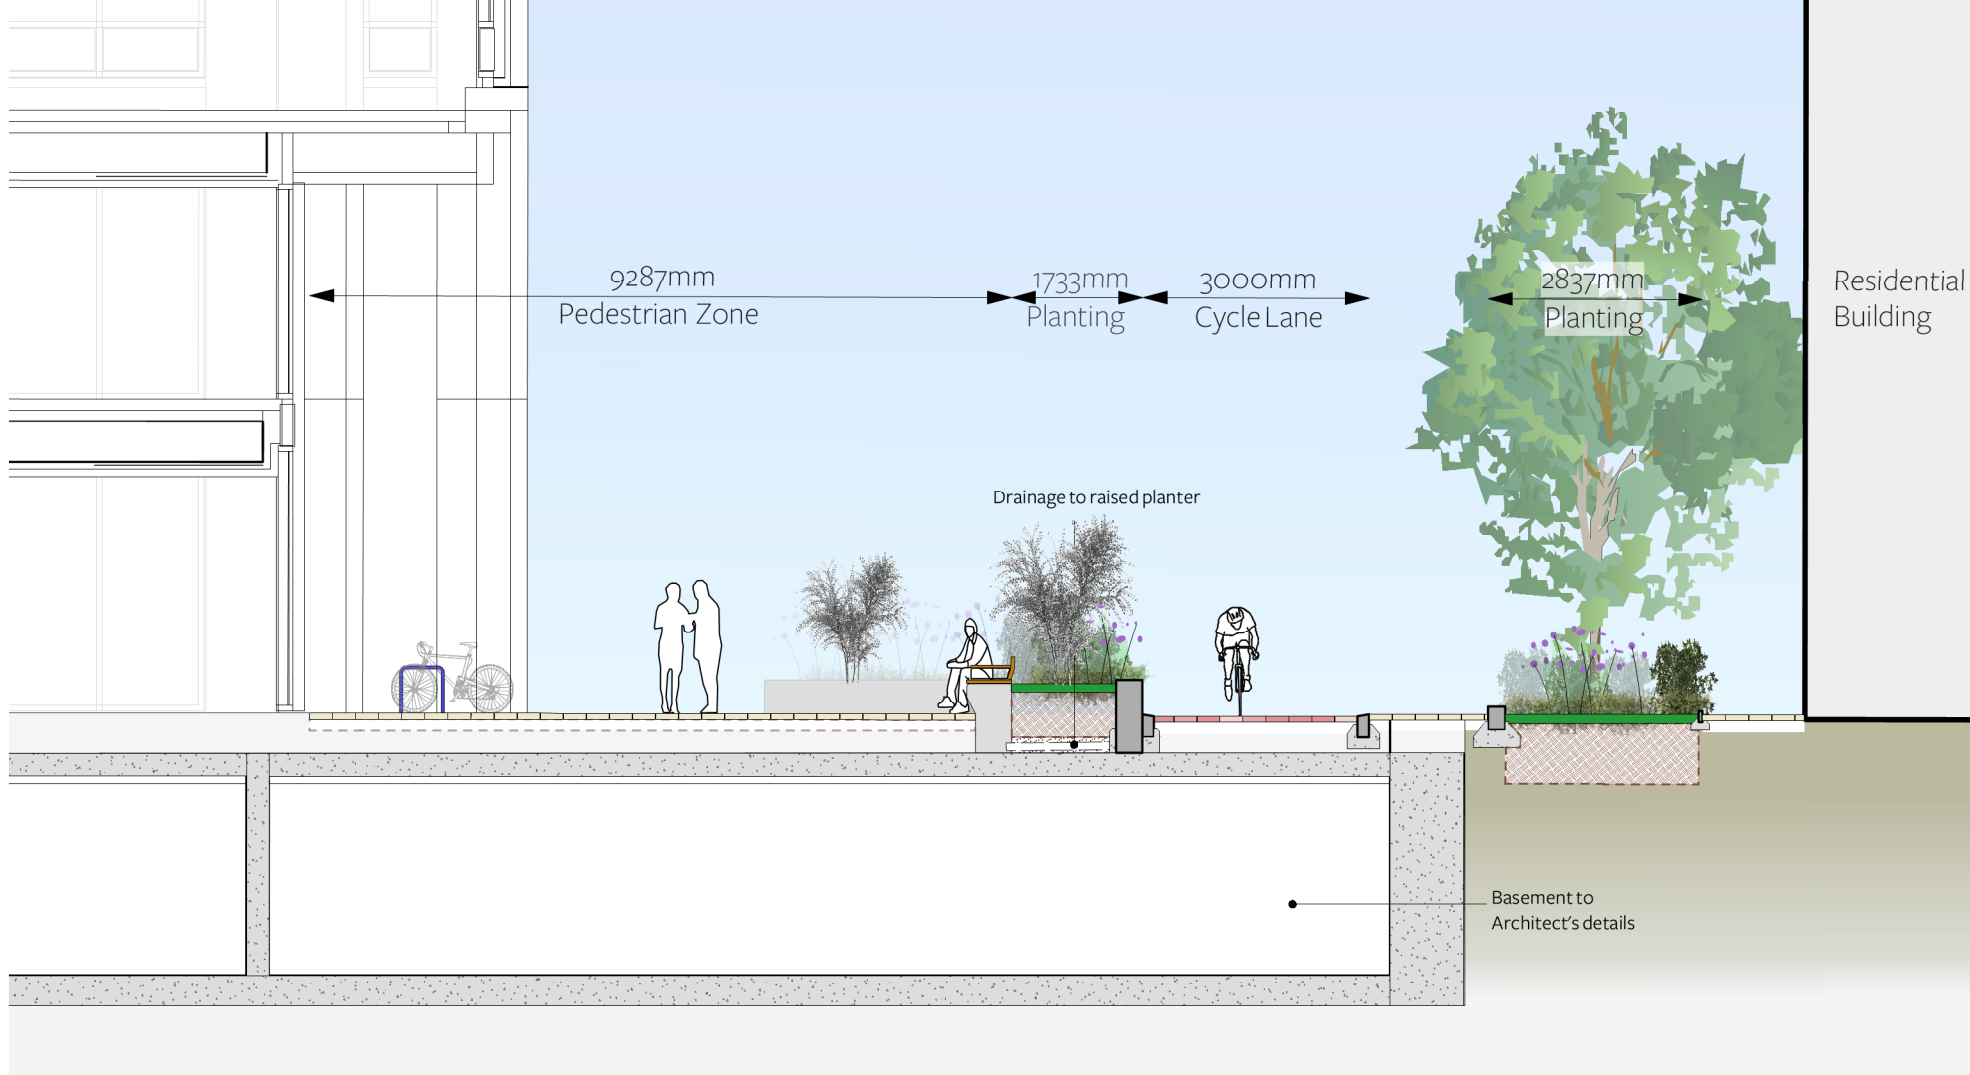 9287mm
Pedestrian Zone
1733mm
Planting
3000mm
Cycle Lane
2837mm
Planting
Residential
Building
Drainage to raised planter
Basement to
Architect's details